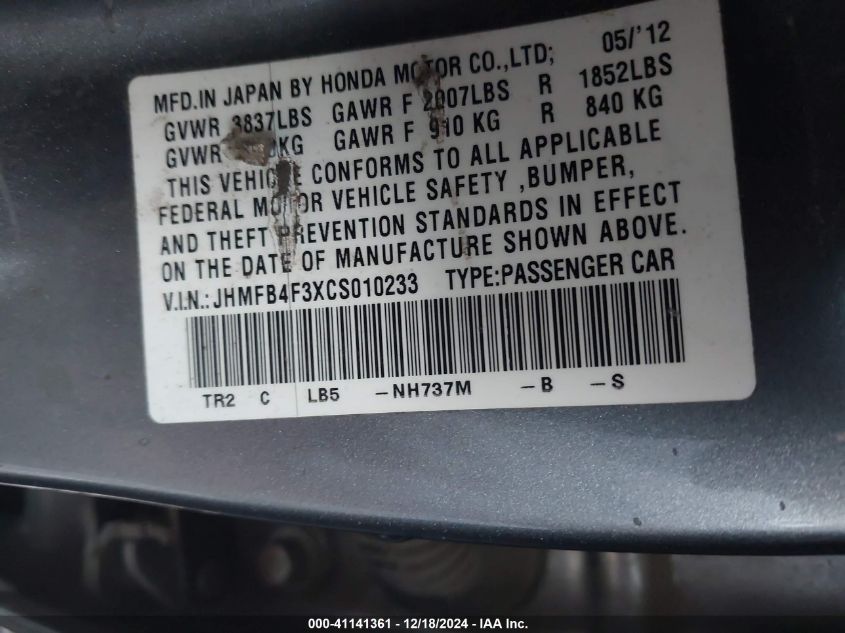 MFD.IN JAPAN BY HONDA MOTOR CO.,LTD; 05/'12
GVWR 3837LBS GAWR F 2007LBS R 1852LBS
GVWR GAWR F 910 KG R 840 KG
THIS VEHICLE CONFORMS TO ALL APPLICABLE
FEDERAL MOTOR VEHICLE SAFETY ,BUMPER,
AND THEFT PREVENTION STANDARDS IN EFFECT
ON THE DATE OF MANUFACTURE SHOWN ABOVE.
V.I.N.: JHMFB4F3XCS010233 TYPE:PASSENGER CAR
TR2 C LB5 -NH737M -B -S
000-41141361 - 12/18/2024 - IAA Inc.